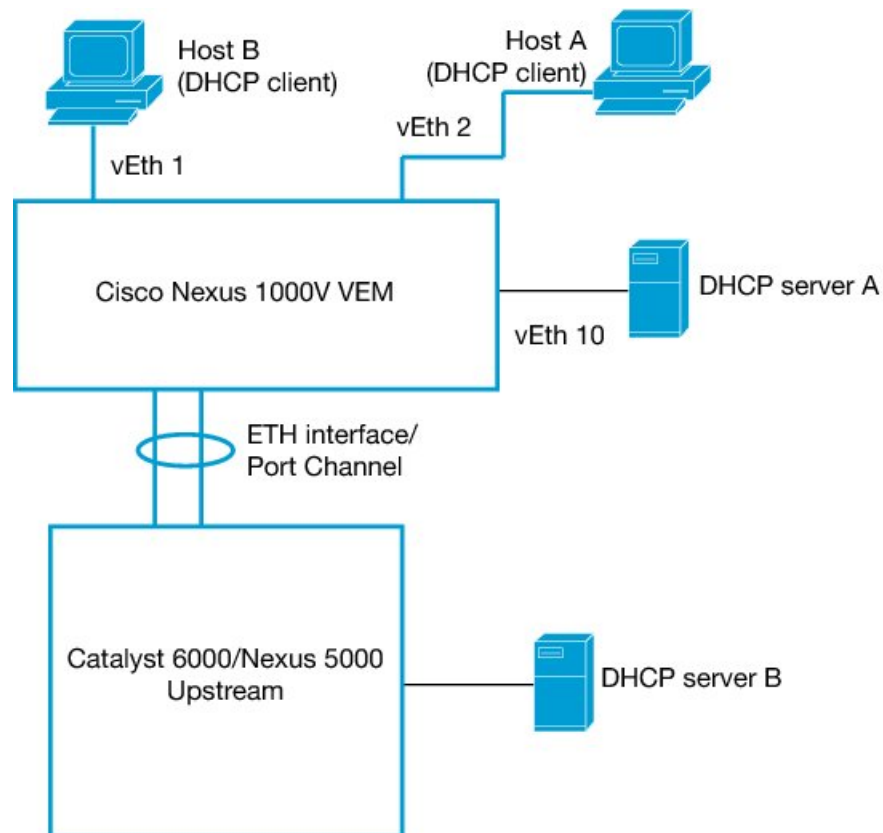 Host B
(DHCP client)
Host A
(DHCP client)
vEth 1
vEth 2
Cisco Nexus 1000V VEM
DHCP server A
vEth 10
ETH interface/
Port Channel
Catalyst 6000/Nexus 5000
Upstream
DHCP server B